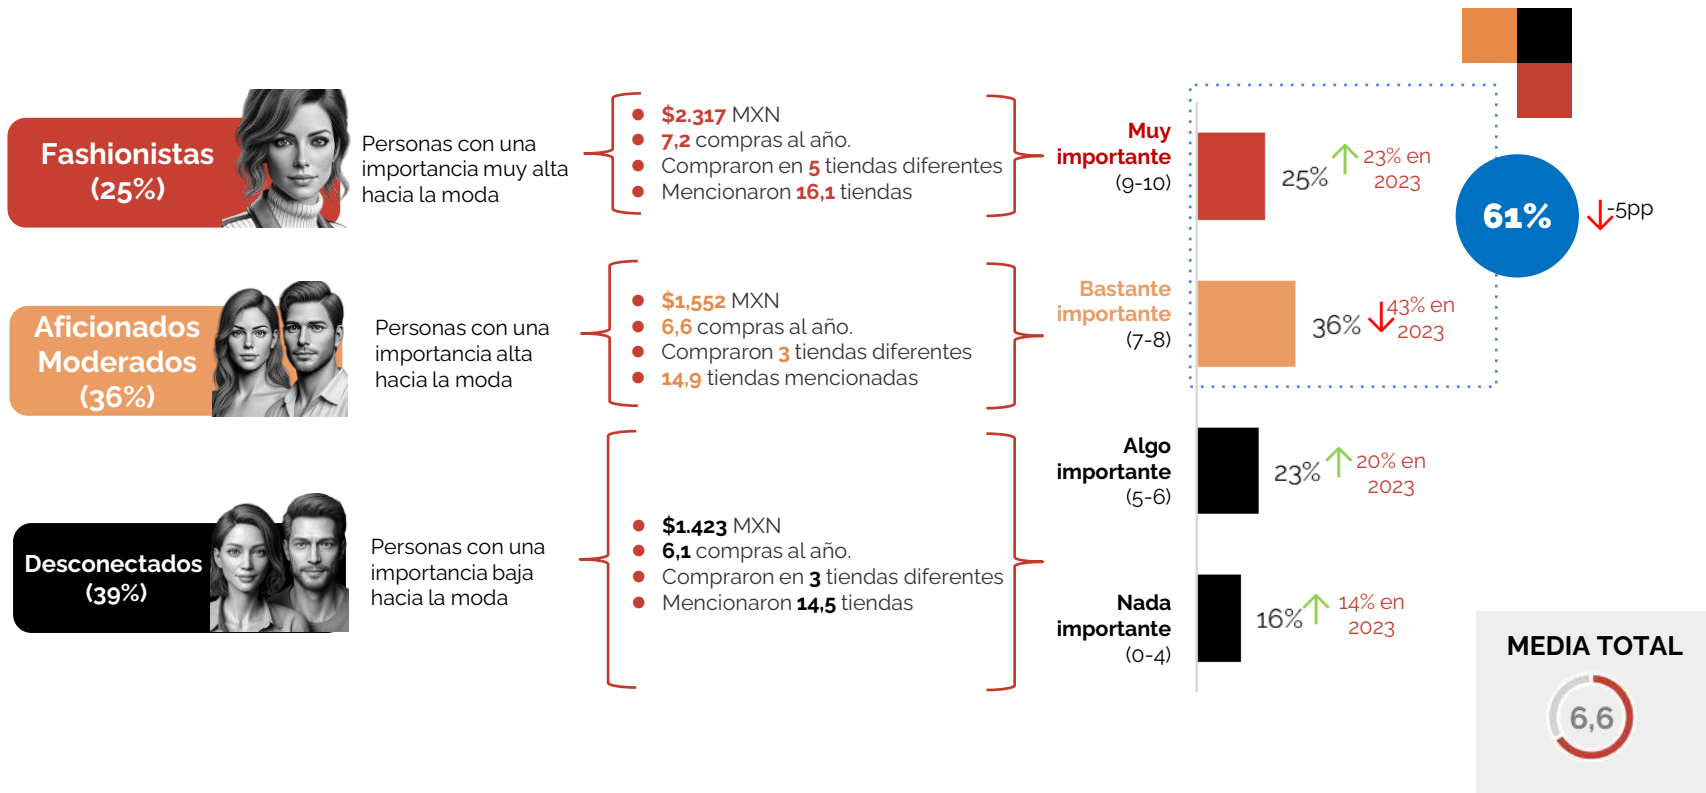 Fashionistas
(25%)
Personas con una
importancia muy alta
hacia la moda
$2.317 MXN
7,2 compras al año.
Compraron en 5 tiendas diferentes
Mencionaron 16,1 tiendas
Muy
importante
(9-10)
25%
23% en
2023
61%
-5pp
Aficionados
Moderados
(36%)
Personas con una
importancia alta
hacia la moda
$1,552 MXN
6,6 compras al año.
Compraron 3 tiendas diferentes
14,9 tiendas mencionadas
Bastante
importante
(7-8)
36%
43% en
2023
Desconectados
(39%)
Personas con una
importancia baja
hacia la moda
$1.423 MXN
6,1 compras al año.
Compraron en 3 tiendas diferentes
Mencionaron 14,5 tiendas
Algo
importante
(5-6)
23%
20% en
2023
Nada
importante
(0-4)
16%
14% en
2023
MEDIA TOTAL
6,6